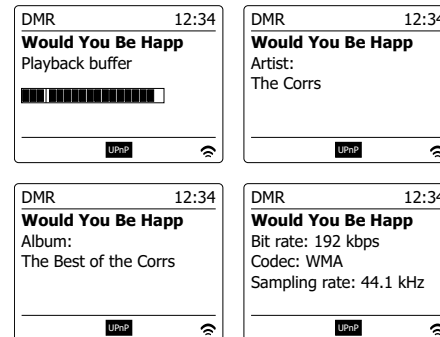 DMR 12:34
Would You Be Happ
Playback buffer
UPnP
DMR 12:34
Would You Be Happ
Artist:
The Corrs
UPnP
DMR 12:34
Would You Be Happ
Album:
The Best of the Corrs
UPnP
DMR 12:34
Would You Be Happ
Bit rate: 192 kbps
Codec: WMA
Sampling rate: 44.1 kHz
UPnP